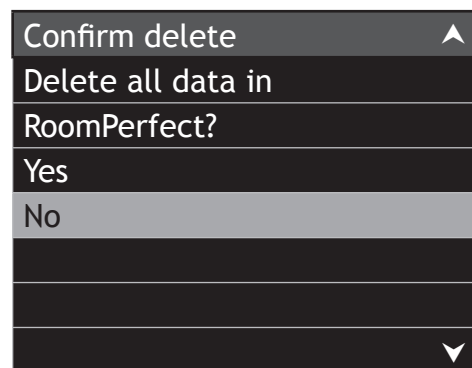 Confirm delete
Delete all data in
RoomPerfect?
Yes
No